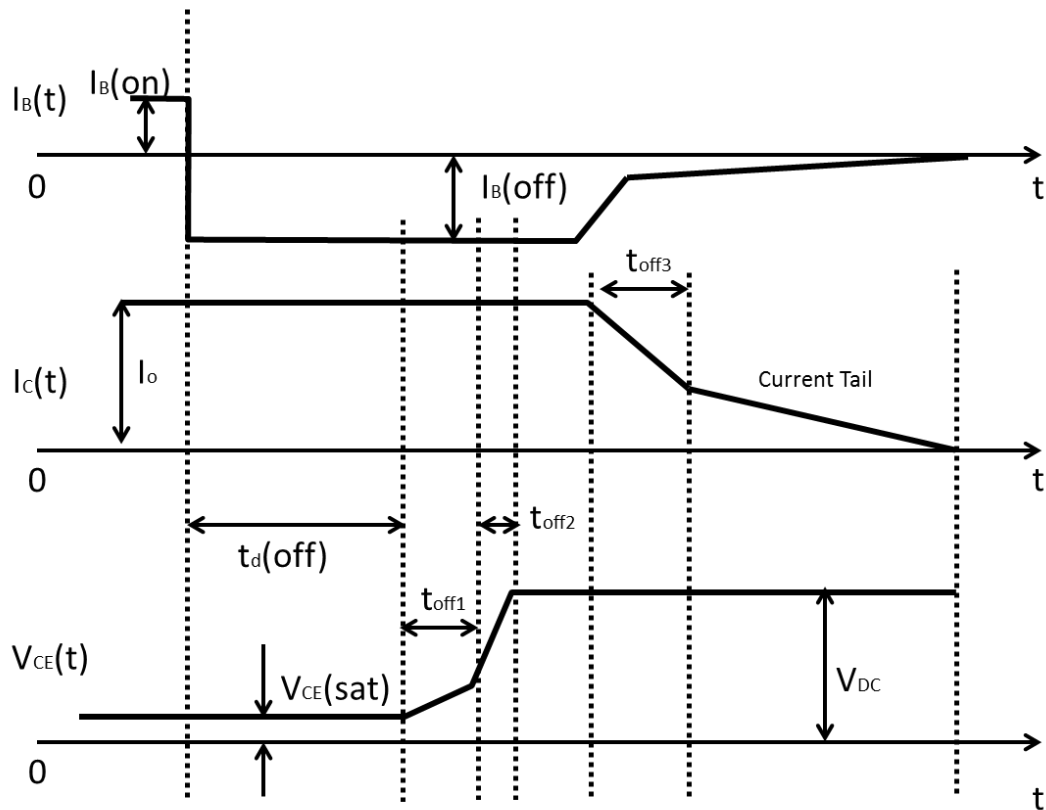 IB(on)
IB(t)
0
IB(off)
t
toff3
IC(t)
Io
Current Tail
0
t
toff2
td(off)
toff1
VCE(t)
VCE(sat)
VDC
0
t